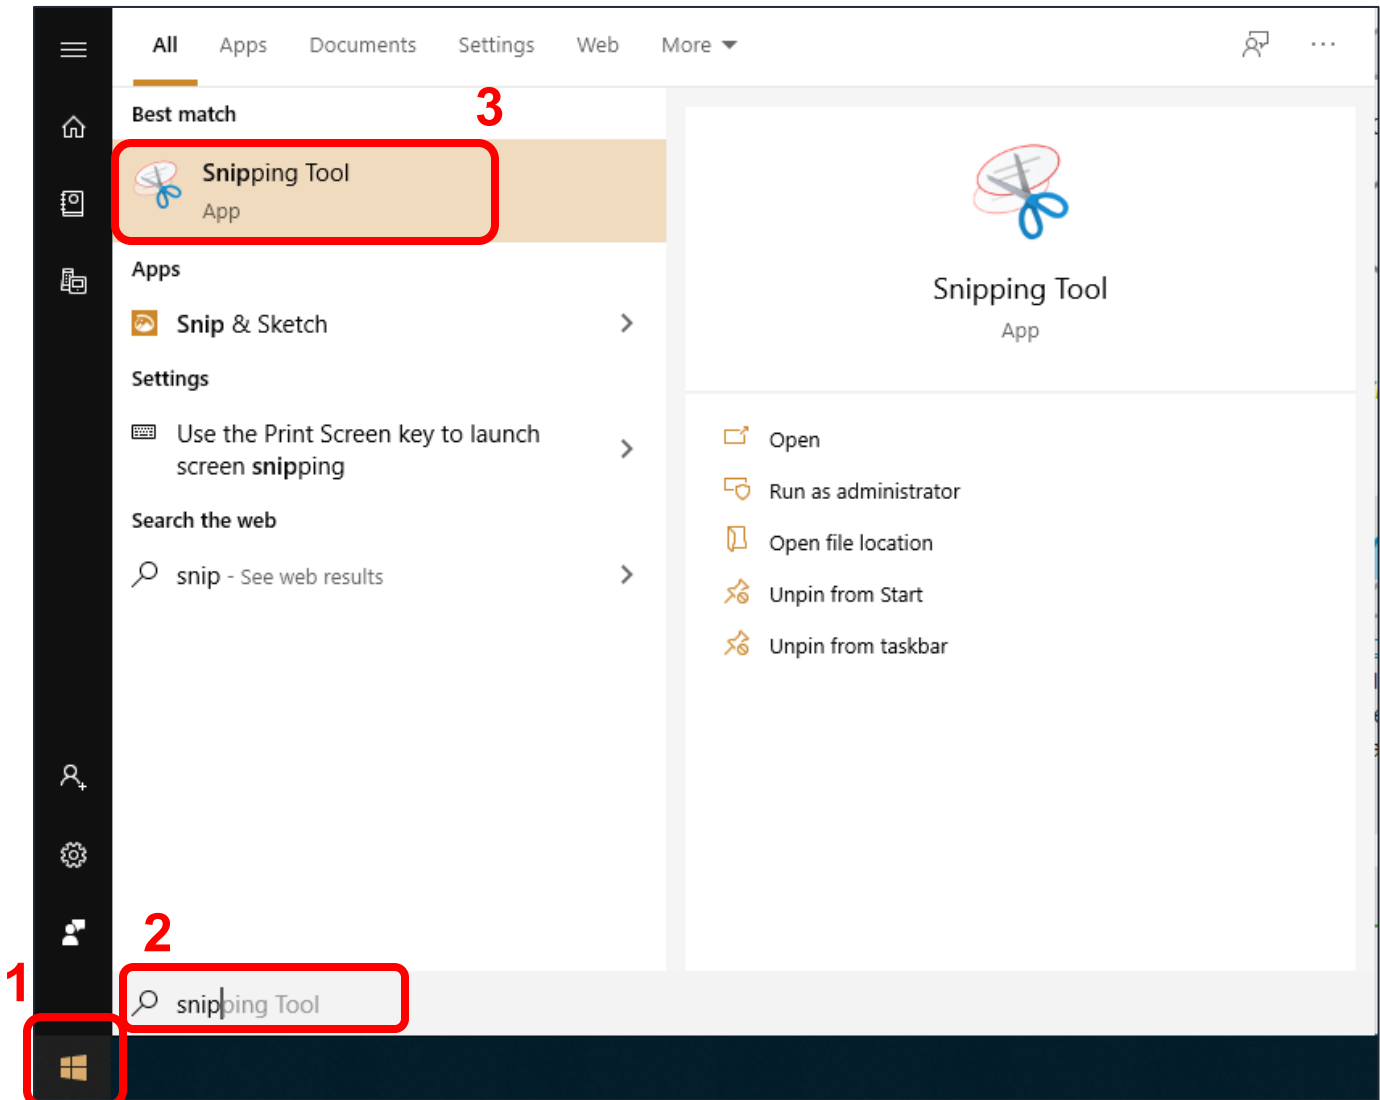 All Apps Documents Settings Web More
Best match
3
Snipping Tool
App
Apps
Snip & Sketch
Settings
Use the Print Screen key to launch
screen snipping
Search the web
snip - See web results
Snipping Tool
App
Open
Run as administrator
Open file location
Unpin from Start
Unpin from taskbar
2
1
snipping Tool